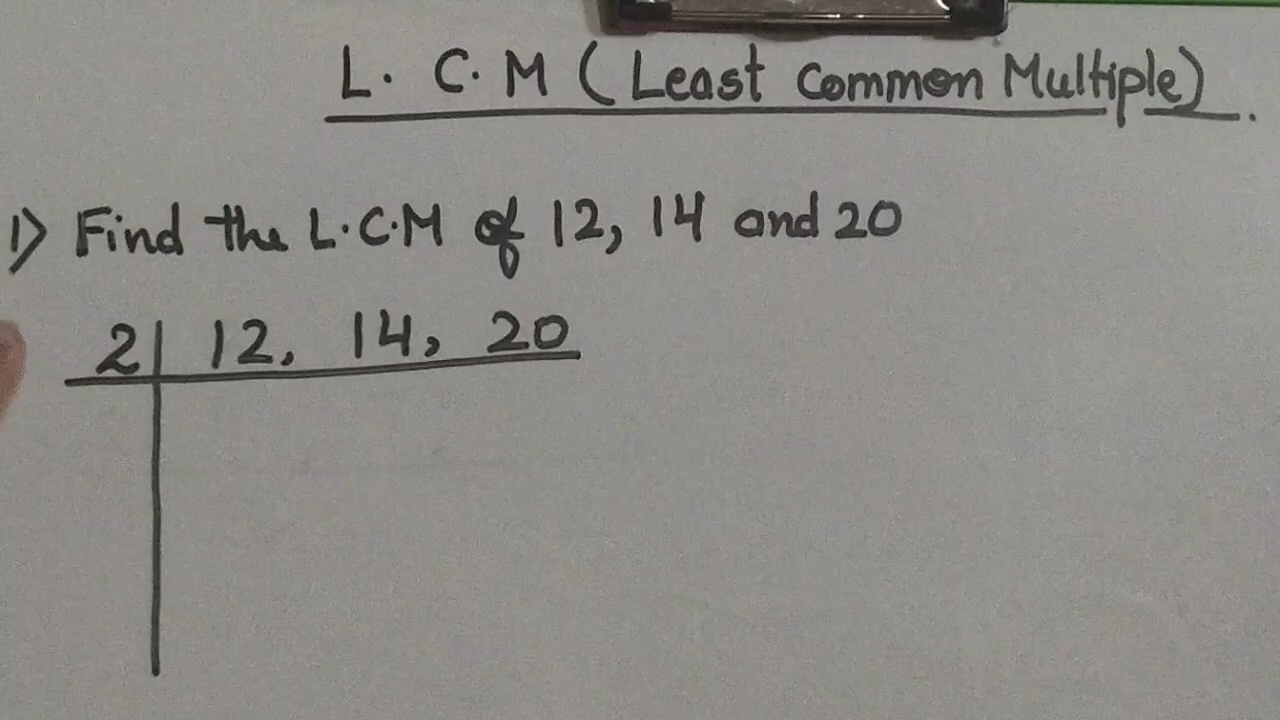 L. C.M (Least Common Multiple).
1) Find the L.C.M of 12, 14 and 20
2 | 12, 14, 20